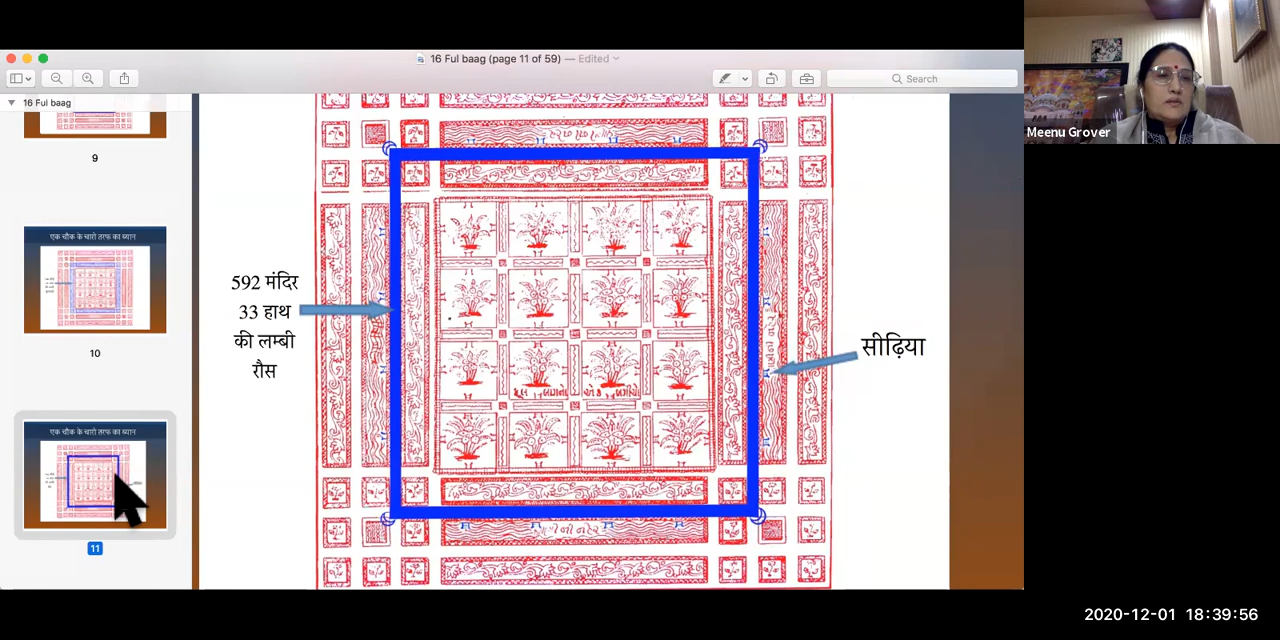 16 Ful baag (page 11 of 59) — Edited
Search
16 Ful baag
9
एक चौक के चारो तरफ का ब्यान
10
एक चौक के चारो तरफ का ब्यान
11
592 मंदिर
33 हाथ
की लम्बी
रौंस
सीढ़िया
Meenu Grover
2020-12-01 18:39:56